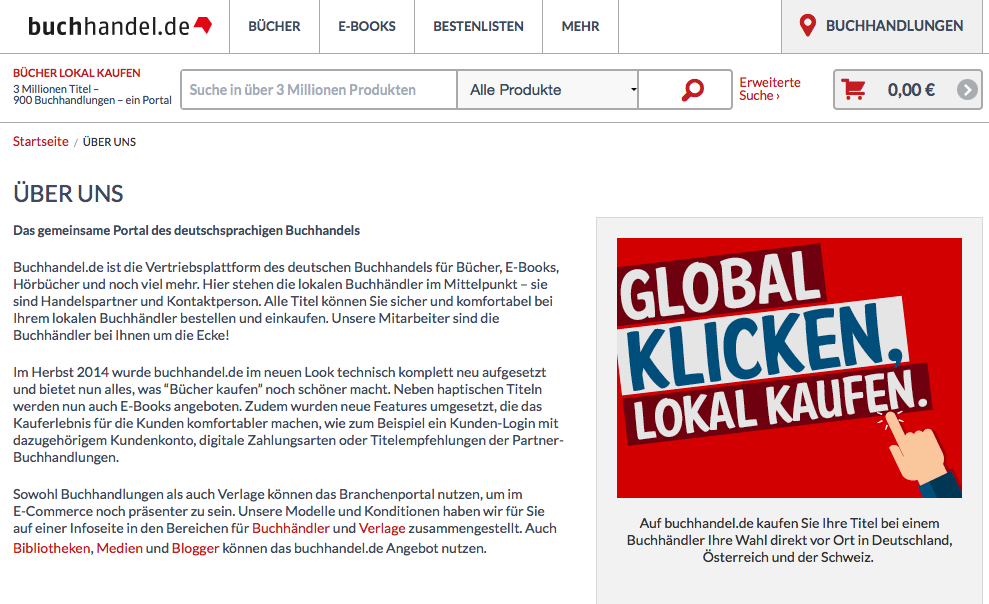 buchhandel.de
BÜCHER
E-BOOKS
BESTENLISTEN
MEHR
BUCHHANDLUNGEN
BÜCHER LOKAL KAUFEN
3 Millionen Titel –
900 Buchhandlungen – ein Portal
Suche in über 3 Millionen Produkten
Alle Produkte
Erweiterte
Suche ›
0,00 €
Startseite / ÜBER UNS
ÜBER UNS
Das gemeinsame Portal des deutschsprachigen Buchhandels
Buchhandel.de ist die Vertriebsplattform des deutschen Buchhandels für Bücher, E-Books,
Hörbücher und noch viel mehr. Hier stehen die lokalen Buchhändler im Mittelpunkt – sie
sind Handelspartner und Kontaktperson. Alle Titel können Sie sicher und komfortabel bei
Ihrem lokalen Buchhändler bestellen und einkaufen. Unsere Mitarbeiter sind die
Buchhändler bei Ihnen um die Ecke!
Im Herbst 2014 wurde buchhandel.de im neuen Look technisch komplett neu aufgesetzt
und bietet nun alles, was “Bücher kaufen” noch schöner macht. Neben haptischen Titeln
werden nun auch E-Books angeboten. Zudem wurden neue Features umgesetzt, die das
Kauferlebnis für die Kunden komfortabler machen, wie zum Beispiel ein Kunden-Login mit
dazugehörigem Kundenkonto, digitale Zahlungsarten oder Titelempfehlungen der Partner-
Buchhandlungen.
Sowohl Buchhandlungen als auch Verlage können das Branchenportal nutzen, um im
E-Commerce noch präsenter zu sein. Unsere Modelle und Konditionen haben wir für Sie
auf einer Infoseite in den Bereichen für Buchhändler und Verlage zusammengestellt. Auch
Bibliotheken, Medien und Blogger können das buchhandel.de Angebot nutzen.
GLOBAL
KLICKEN,
LOKAL KAUFEN.
Auf buchhandel.de kaufen Sie Ihre Titel bei einem
Buchhändler Ihre Wahl direkt vor Ort in Deutschland,
Österreich und der Schweiz.